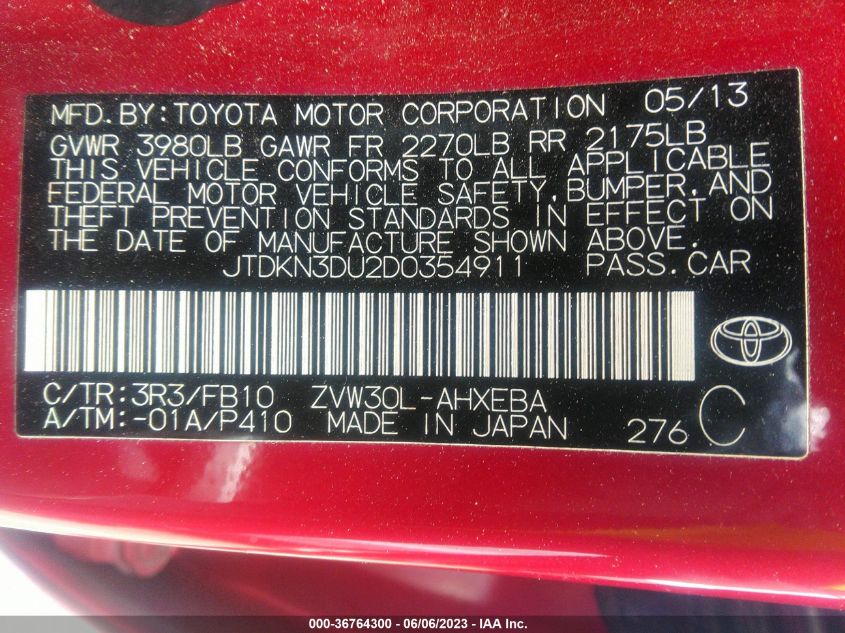 MFD.BY:TOYOTA MOTOR CORPORATION 05/13
GVWR 3980LB GAWR FR 2270LB RR 2175LB
THIS VEHICLE CONFORMS TO ALL APPLICABLE
FEDERAL MOTOR VEHICLE SAFETY,BUMPER,AND
THEFT PREVENTION STANDARDS IN EFFECT ON
THE DATE OF MANUFACTURE SHOWN ABOVE.
JTDKN3DU2D0354911 PASS.CAR
C/TR:3R3/FB10 ZVW30L-AHXEBA
A/TM:-01A/P410 MADE IN JAPAN 276 C
000-36764300 - 06/06/2023 - IAA Inc.